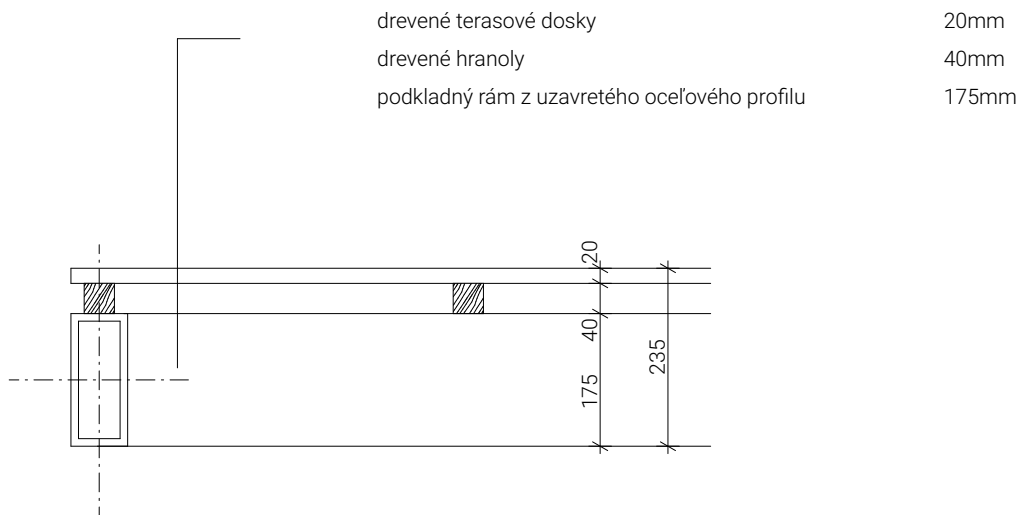 drevené terasové dosky 20mm
drevené hranoly 40mm
podkladný rám z uzavretého oceľového profilu 175mm
20
40
175
235